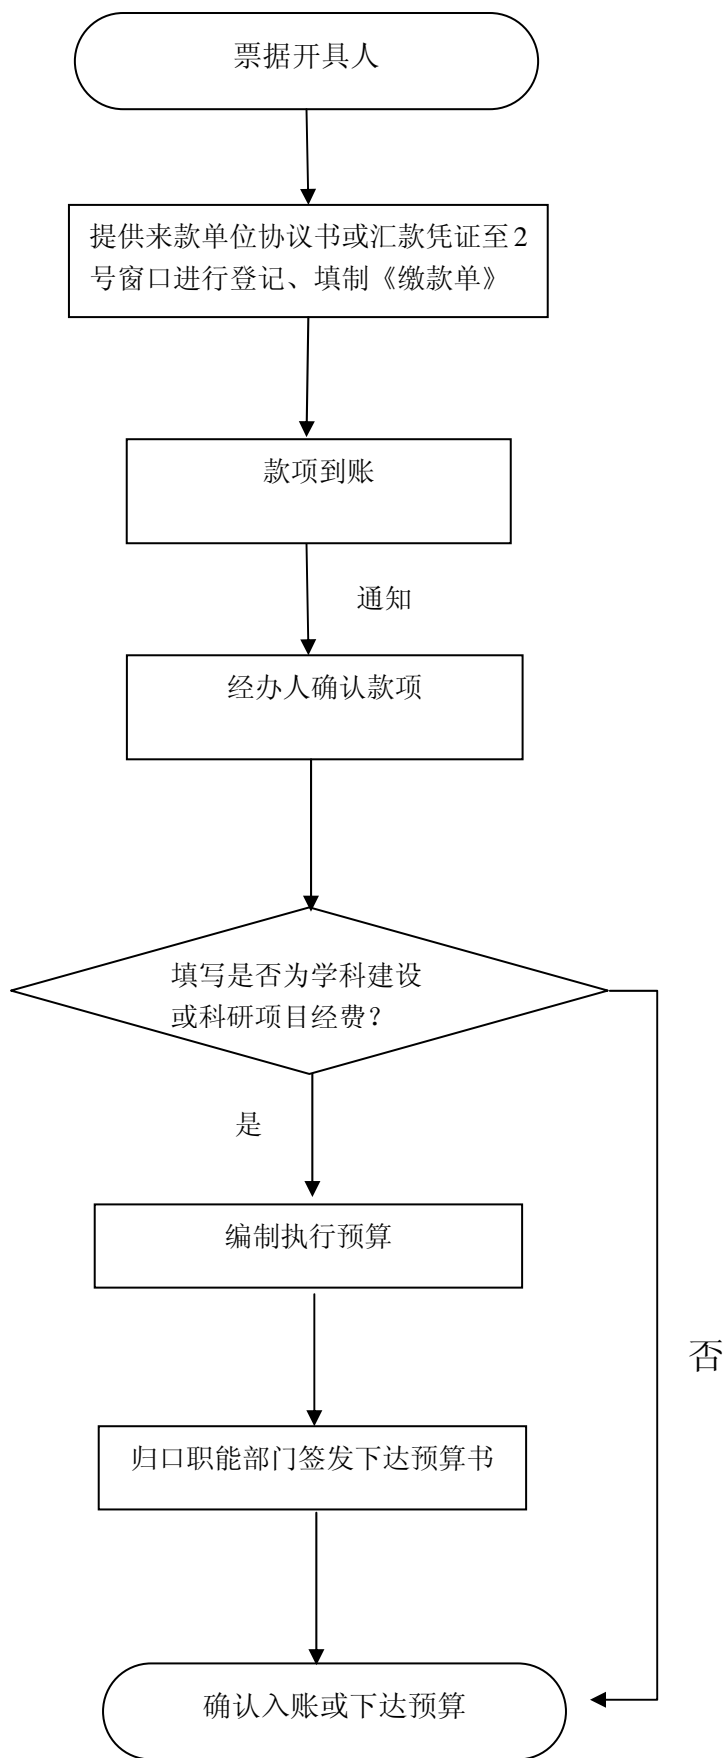 票据开具人
提供来款单位协议书或汇款凭证至2
号窗口进行登记、填制《缴款单》
款项到账
通知
经办人确认款项
填写是否为学科建设
或科研项目经费？
是
编制执行预算
否
归口职能部门签发下达预算书
确认入账或下达预算